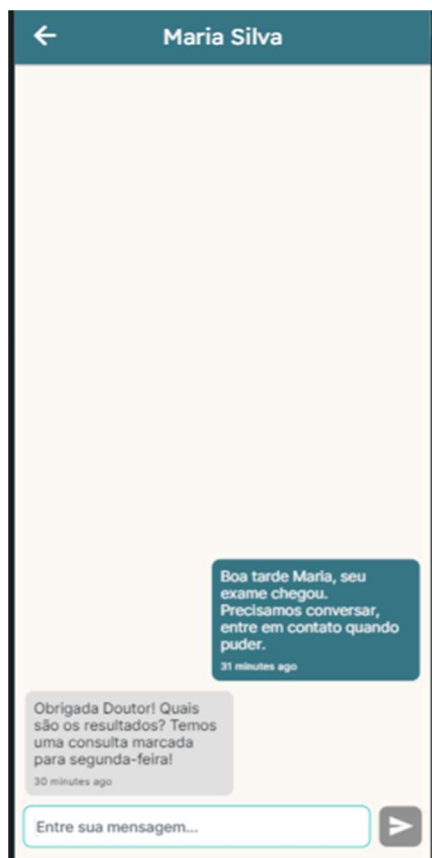 Maria Silva
Boa tarde Maria, seu
exame chegou.
Precisamos conversar,
entre em contato quando
puder.
31 minutes ago
Obrigada Doutor! Quais
são os resultados? Temos
uma consulta marcada
para segunda-feira!
30 minutes ago
Entre sua mensagem...